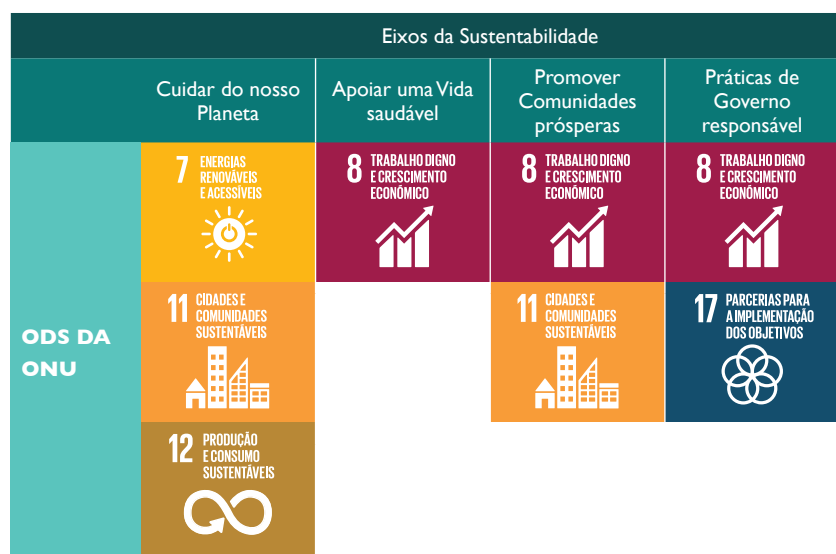 Eixos da Sustentabilidade
Cuidar do nosso
Planeta
Apoiar uma Vida
saudável
Promover
Comunidades
prósperas
Práticas de
Governo
responsável
ODS DA
ONU
7 ENERGIAS
RENOVÁVEIS
E ACESSÍVEIS
8 TRABALHO DIGNO
E CRESCIMENTO
ECONÓMICO
8 TRABALHO DIGNO
E CRESCIMENTO
ECONÓMICO
8 TRABALHO DIGNO
E CRESCIMENTO
ECONÓMICO
11 CIDADES E
COMUNIDADES
SUSTENTÁVEIS
11 CIDADES E
COMUNIDADES
SUSTENTÁVEIS
17 PARCERIAS PARA
A IMPLEMENTAÇÃO
DOS OBJETIVOS
12 PRODUÇÃO
E CONSUMO
SUSTENTÁVEIS